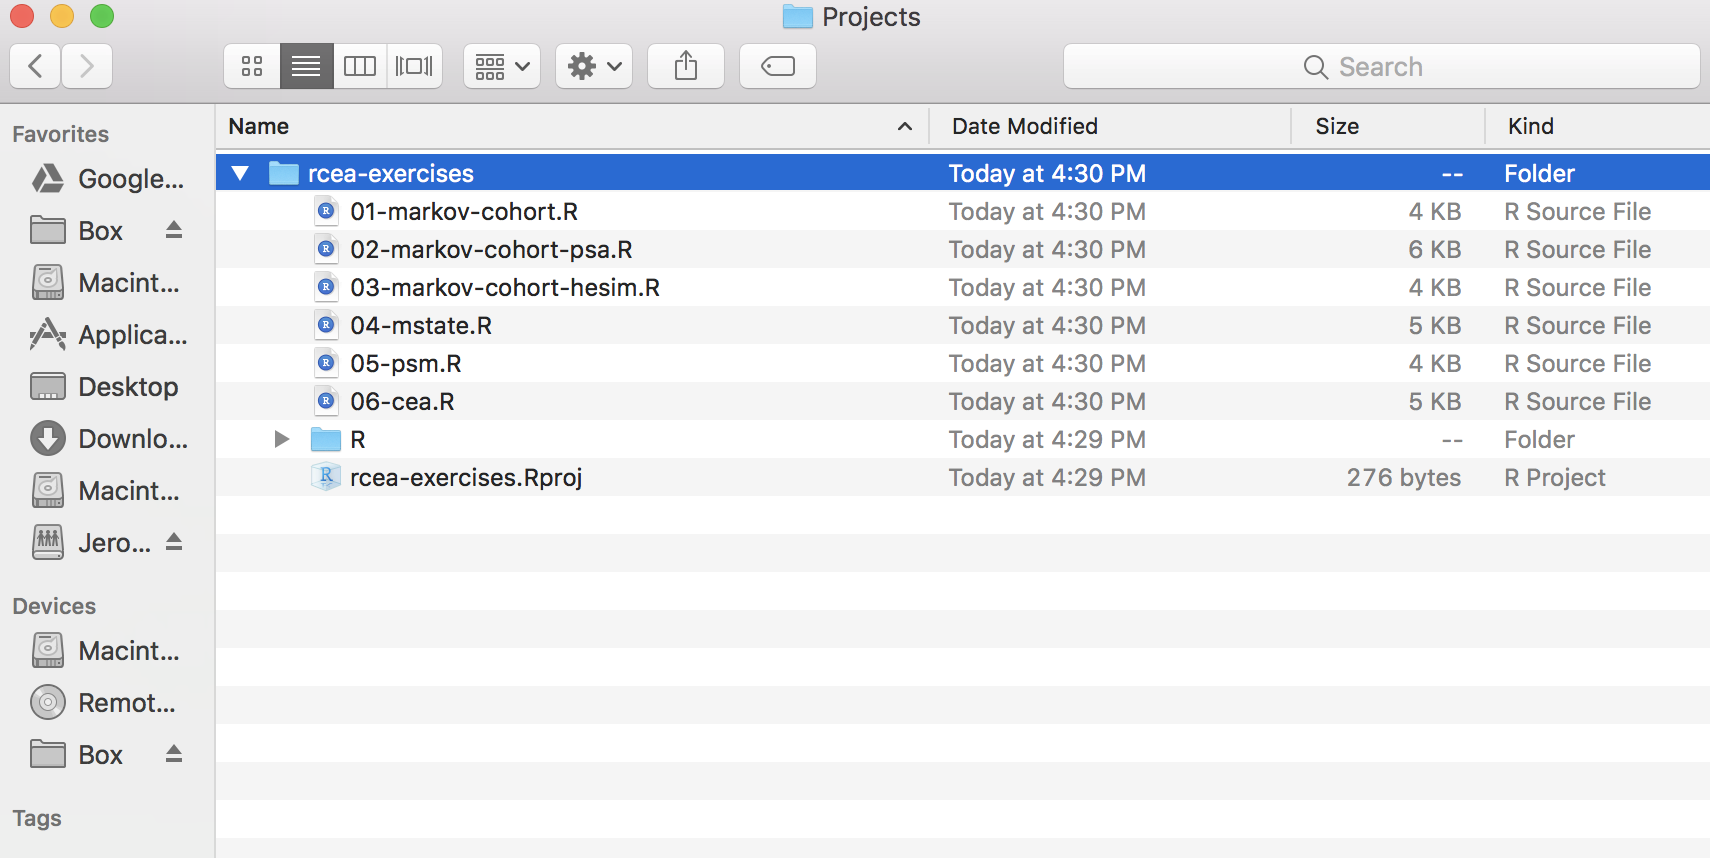 Projects
Search
Favorites
Google...
Box
Macint...
Applica...
Desktop
Downlo...
Macint...
Jero...
Devices
Macint...
Remot...
Box
Tags
Name Date Modified Size Kind
rcea-exercises Today at 4:30 PM -- Folder
01-markov-cohort.R Today at 4:30 PM 4 KB R Source File
02-markov-cohort-psa.R Today at 4:30 PM 6 KB R Source File
03-markov-cohort-hesim.R Today at 4:30 PM 4 KB R Source File
04-mstate.R Today at 4:30 PM 5 KB R Source File
05-psm.R Today at 4:30 PM 4 KB R Source File
06-cea.R Today at 4:30 PM 5 KB R Source File
R Today at 4:29 PM -- Folder
rcea-exercises.Rproj Today at 4:29 PM 276 bytes R Project